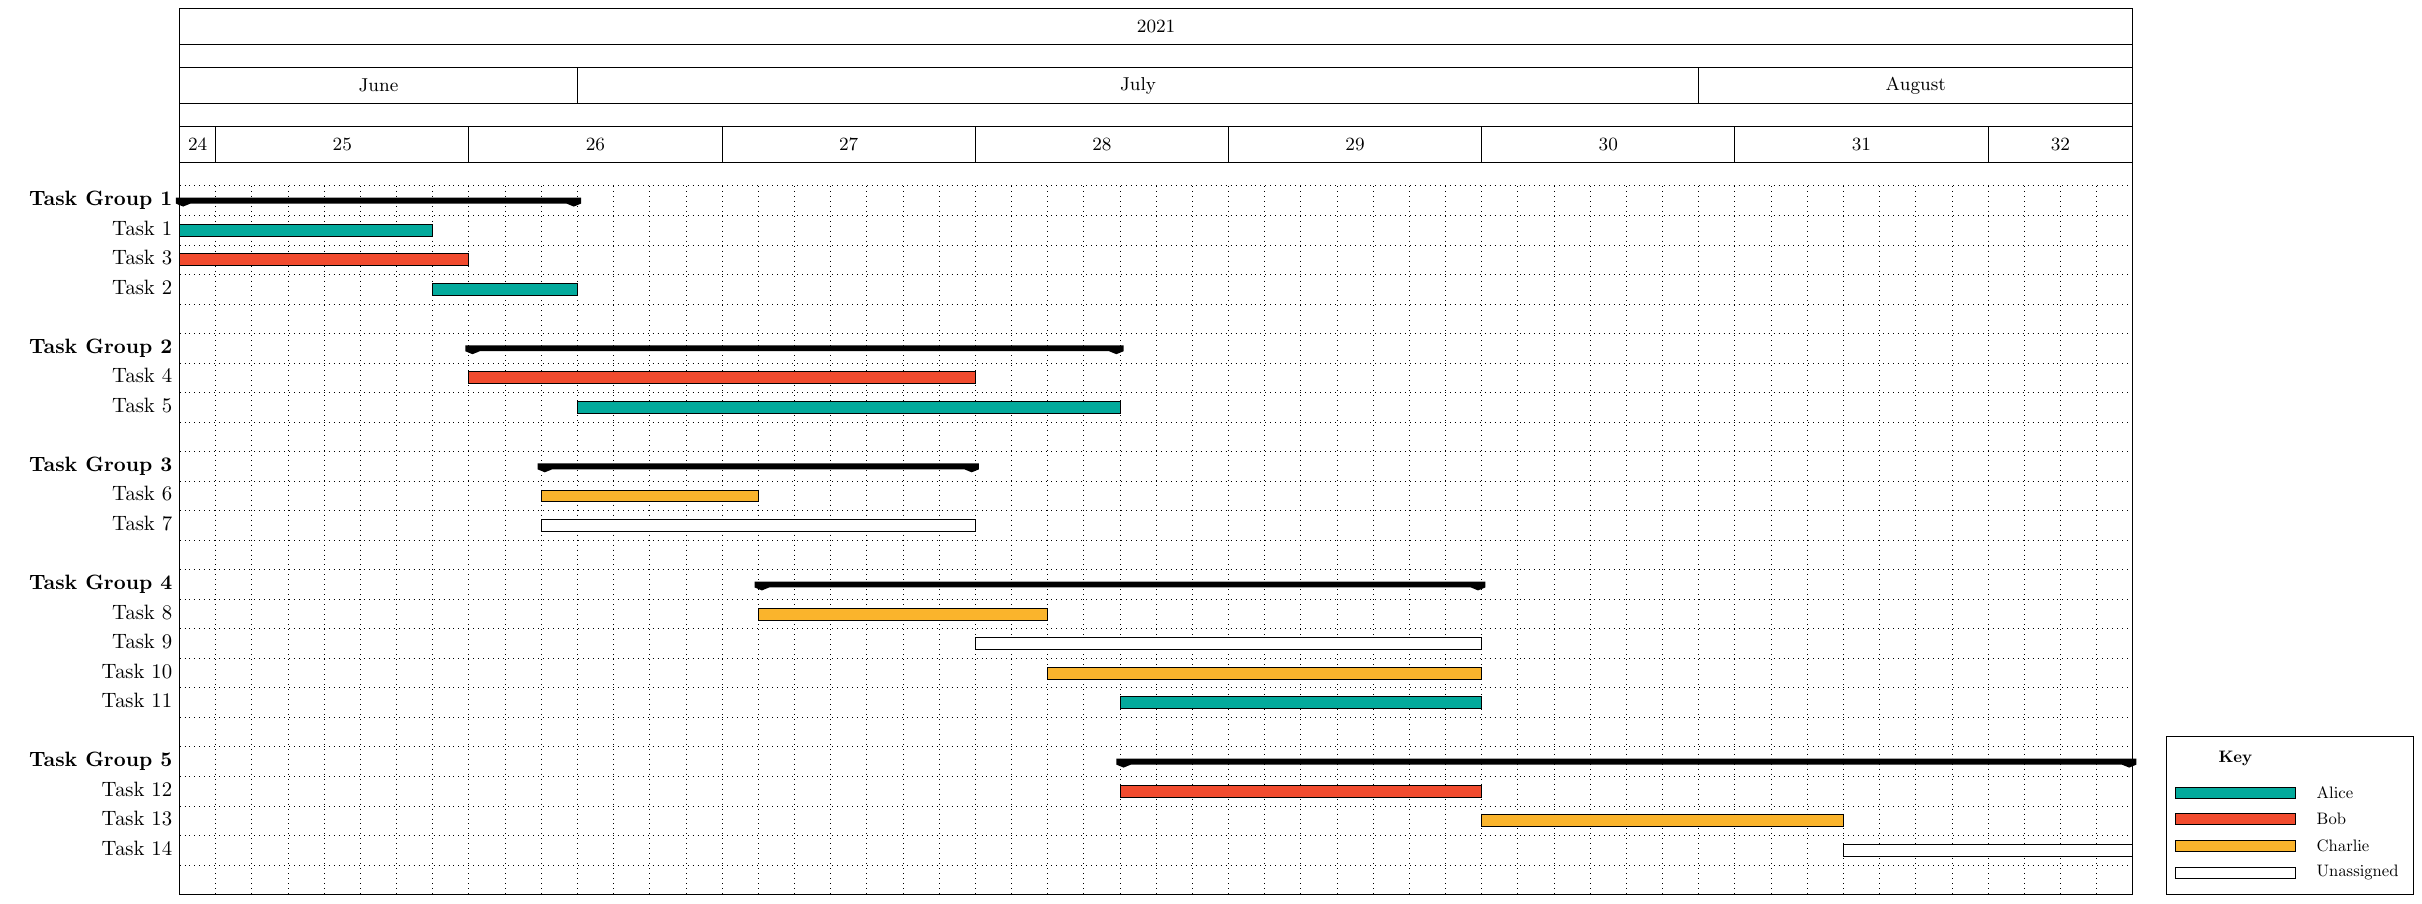 2021
June July August
24 25 26 27 28 29 30 31 32
Task Group 1
Task 1
Task 3
Task 2
Task Group 2
Task 4
Task 5
Task Group 3
Task 6
Task 7
Task Group 4
Task 8
Task 9
Task 10
Task 11
Task Group 5
Task 12
Task 13
Task 14
Key
Alice
Bob
Charlie
Unassigned